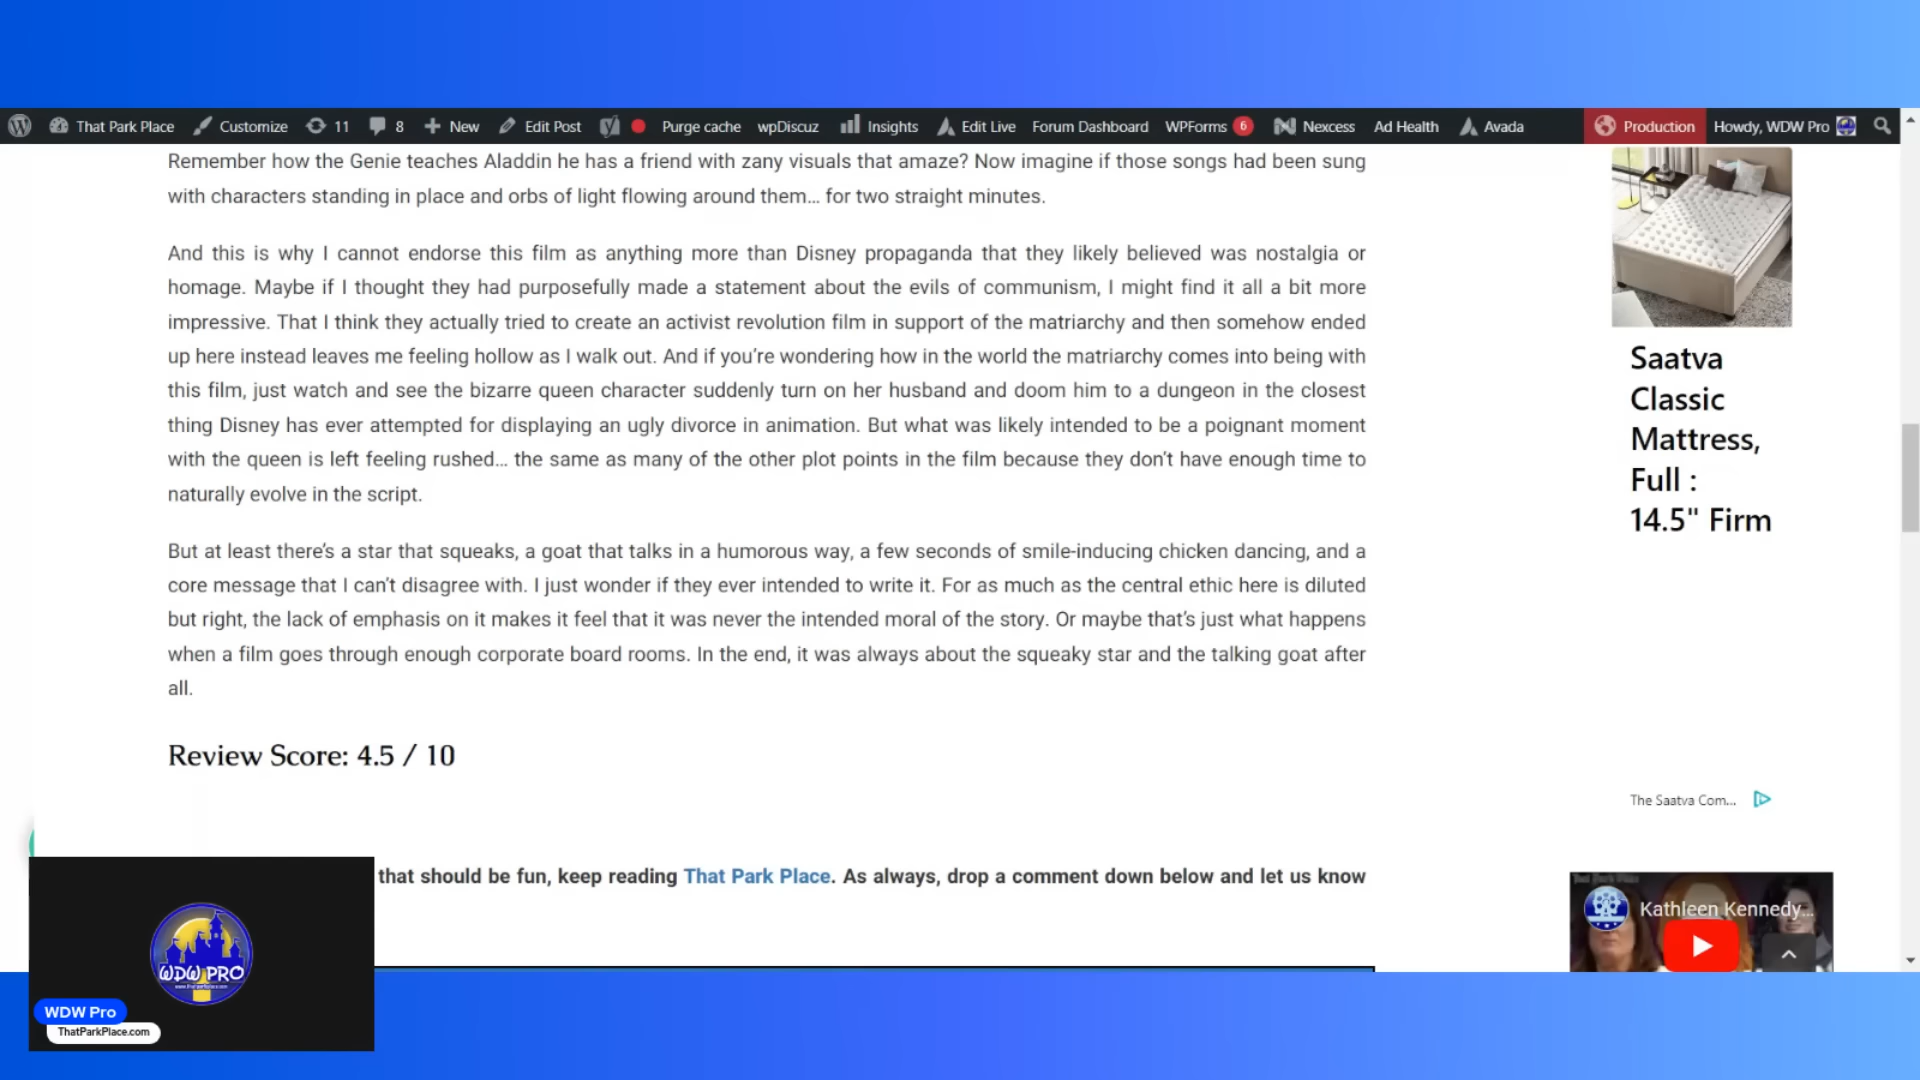 That Park Place Customize 11 8 New Edit Post Purge cache wpDiscuz Insights Edit Live Forum Dashboard WPForms 6 Nexcess Ad Health Avada Production Howdy, WDW Pro
Remember how the Genie teaches Aladdin he has a friend with zany visuals that amaze? Now imagine if those songs had been sung
with characters standing in place and orbs of light flowing around them… for two straight minutes.
And this is why I cannot endorse this film as anything more than Disney propaganda that they likely believed was nostalgia or
homage. Maybe if I thought they had purposefully made a statement about the evils of communism, I might find it all a bit more
impressive. That I think they actually tried to create an activist revolution film in support of the matriarchy and then somehow ended
up here instead leaves me feeling hollow as I walk out. And if you’re wondering how in the world the matriarchy comes into being with
this film, just watch and see the bizarre queen character suddenly turn on her husband and doom him to a dungeon in the closest
thing Disney has ever attempted for displaying an ugly divorce in animation. But what was likely intended to be a poignant moment
with the queen is left feeling rushed… the same as many of the other plot points in the film because they don’t have enough time to
naturally evolve in the script.
But at least there’s a star that squeaks, a goat that talks in a humorous way, a few seconds of smile-inducing chicken dancing, and a
core message that I can’t disagree with. I just wonder if they ever intended to write it. For as much as the central ethic here is diluted
but right, the lack of emphasis on it makes it feel that it was never the intended moral of the story. Or maybe that’s just what happens
when a film goes through enough corporate board rooms. In the end, it was always about the squeaky star and the talking goat after
all.
Review Score: 4.5 / 10
that should be fun, keep reading That Park Place. As always, drop a comment down below and let us know
Saatva
Classic
Mattress,
Full :
14.5" Firm
The Saatva Com...
Kathleen Kennedy...
WDW PRO
WDW Pro
ThatParkPlace.com